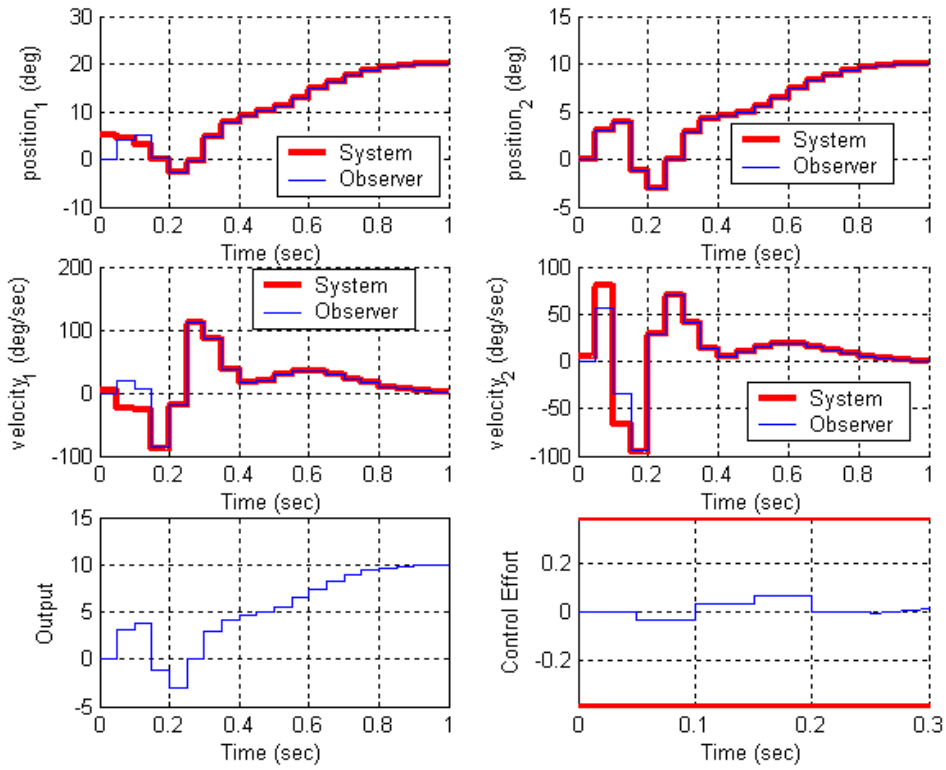 30
20
10
0
-10
position1 (deg)
System
Observer
0 0.2 0.4 0.6 0.8 1
Time (sec)
15
10
5
0
-5
position2 (deg)
System
Observer
0 0.2 0.4 0.6 0.8 1
Time (sec)
200
100
0
-100
velocity1 (deg/sec)
System
Observer
0 0.2 0.4 0.6 0.8 1
Time (sec)
100
50
0
-50
-100
velocity2 (deg/sec)
System
Observer
0 0.2 0.4 0.6 0.8 1
Time (sec)
15
10
5
0
-5
Output
0 0.2 0.4 0.6 0.8 1
Time (sec)
0.2
0
-0.2
Control Effort
0 0.1 0.2 0.3
Time (sec)